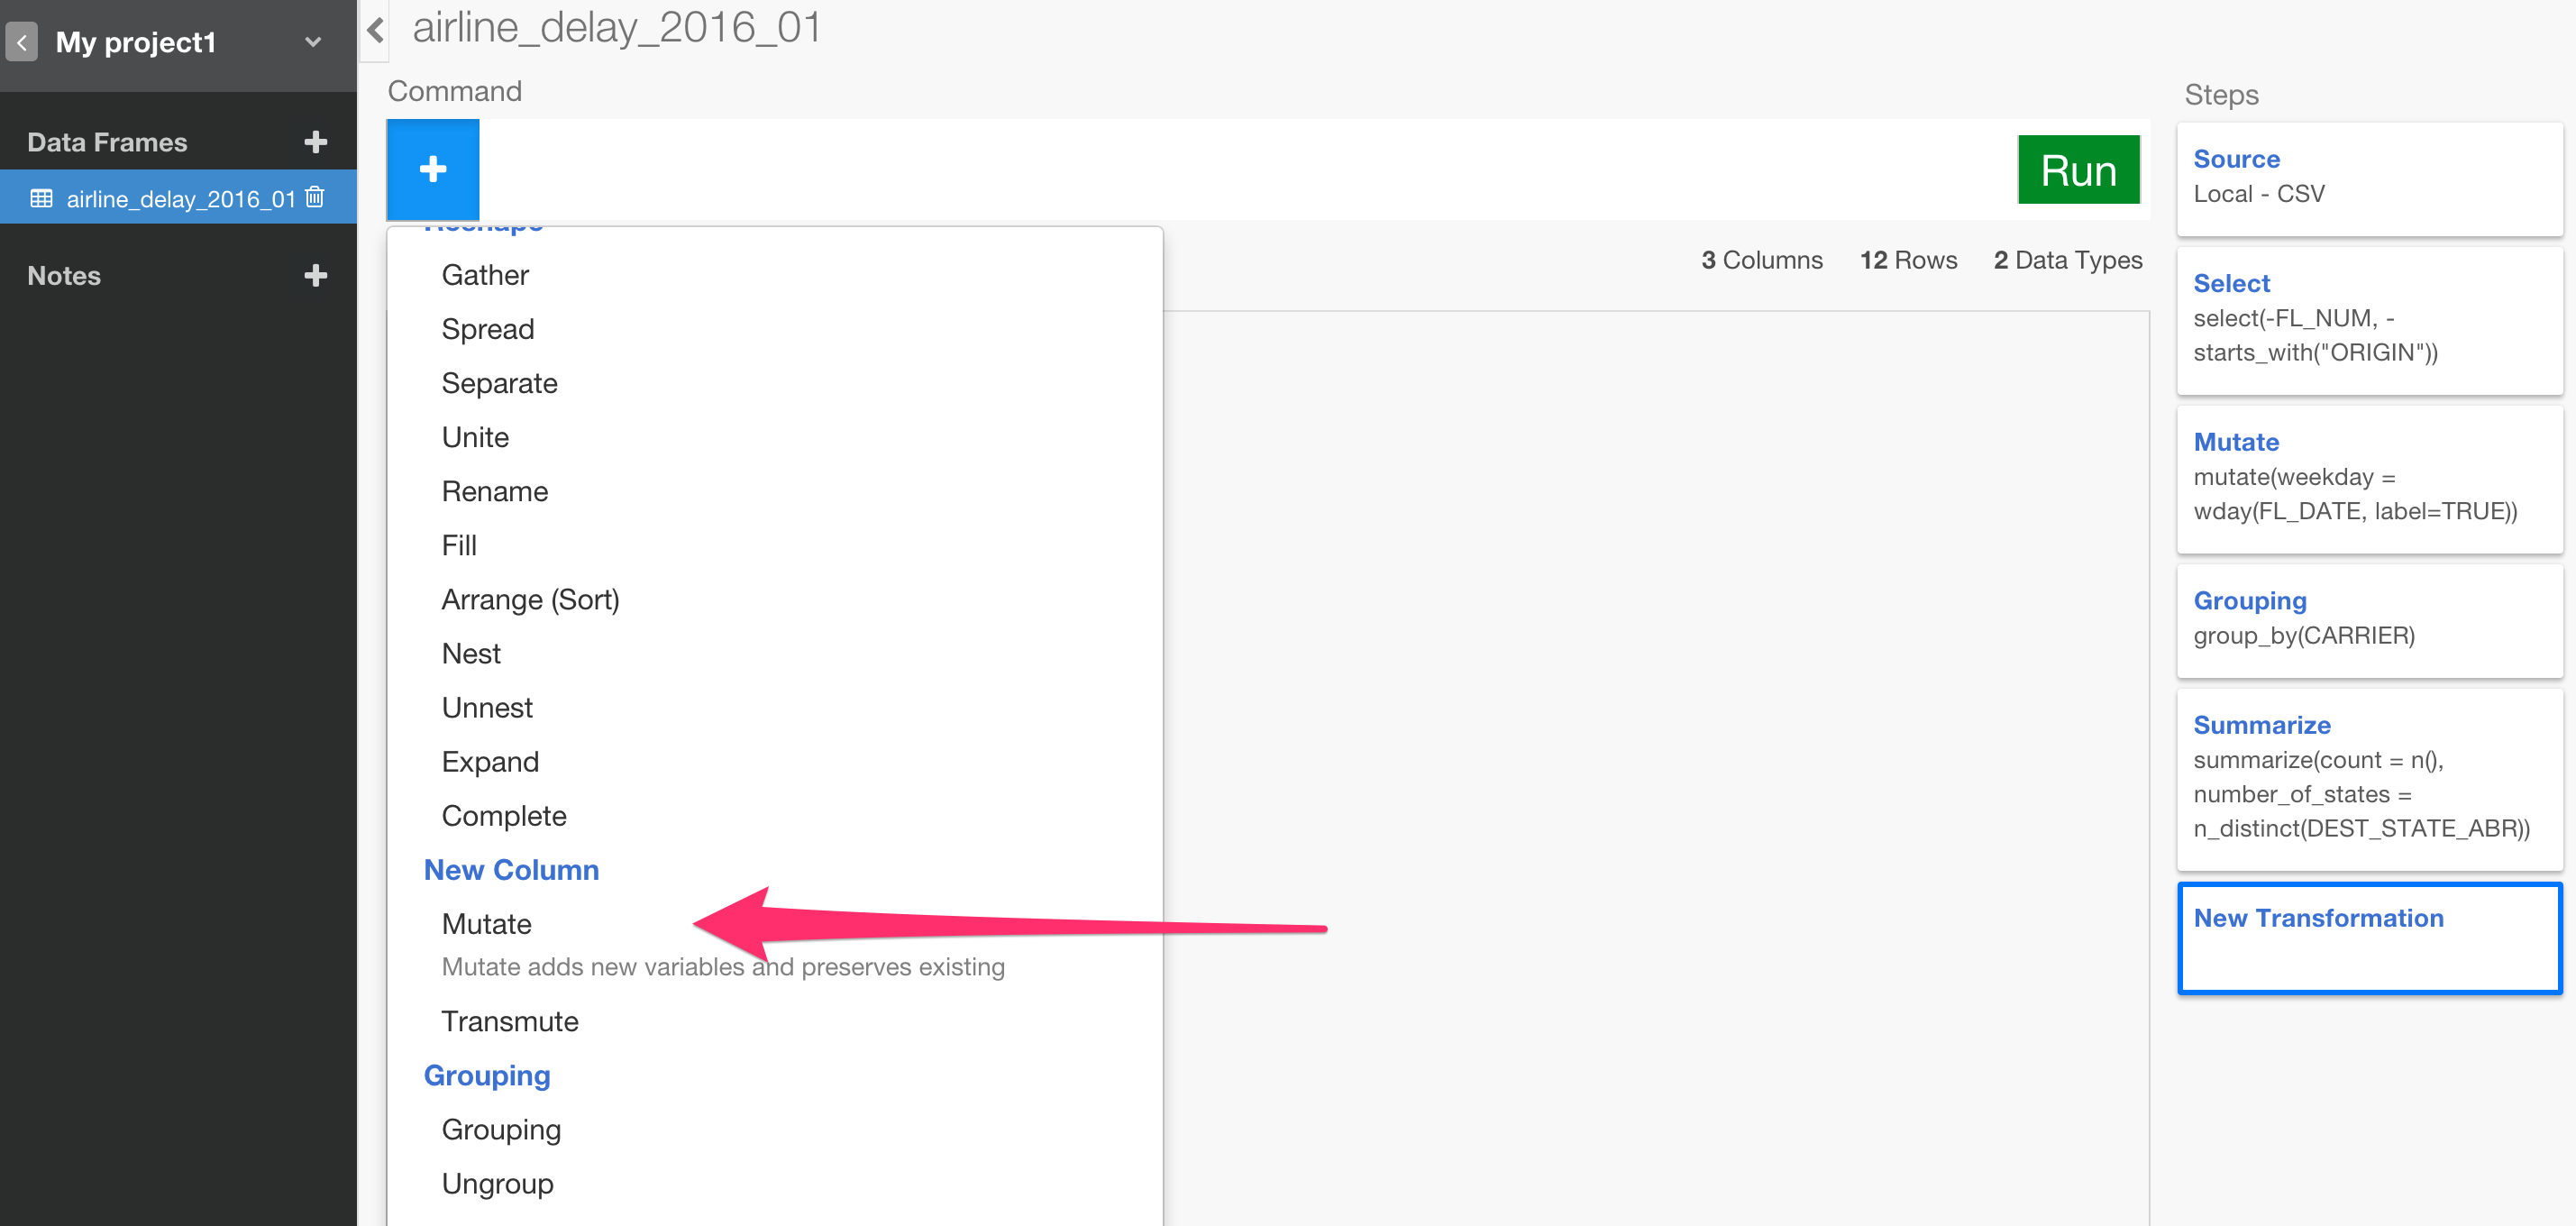 My project1
Data Frames
airline_delay_2016_01
Notes
airline_delay_2016_01
Command
Run
Reshape
Gather
Spread
Separate
Unite
Rename
Fill
Arrange (Sort)
Nest
Unnest
Expand
Complete
New Column
Mutate
Mutate adds new variables and preserves existing
Transmute
Grouping
Grouping
Ungroup
3 Columns 12 Rows 2 Data Types
Steps
Source
Local - CSV
Select
select(-FL_NUM, -
starts_with("ORIGIN"))
Mutate
mutate(weekday =
wday(FL_DATE, label=TRUE))
Grouping
group_by(CARRIER)
Summarize
summarize(count = n(),
number_of_states =
n_distinct(DEST_STATE_ABR))
New Transformation